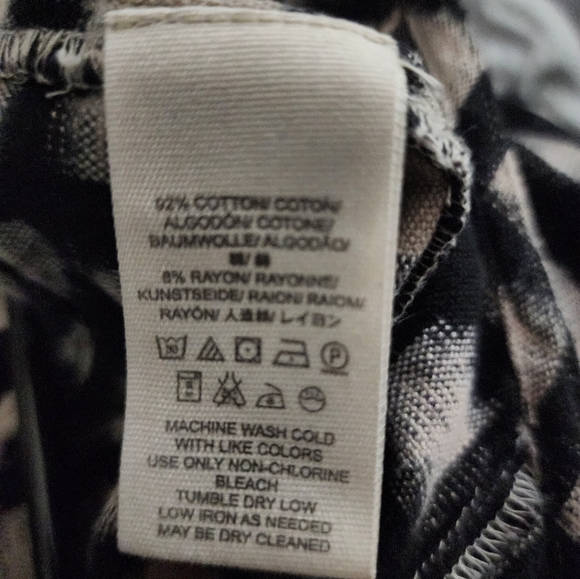 92% COTTON/ COTON/
ALGODÓN/ COTONE/
BAUMWOLLE/ ALGODÃO/
棉/ 綿
8% RAYON/ RAYONNE/
KUNSTSEIDE/ RAION/ RAIOM/
RAYÓN/ 人造絲/ レイヨン
P
MACHINE WASH COLD
WITH LIKE COLORS
USE ONLY NON-CHLORINE
BLEACH
TUMBLE DRY LOW
LOW IRON AS NEEDED
MAY BE DRY CLEANED